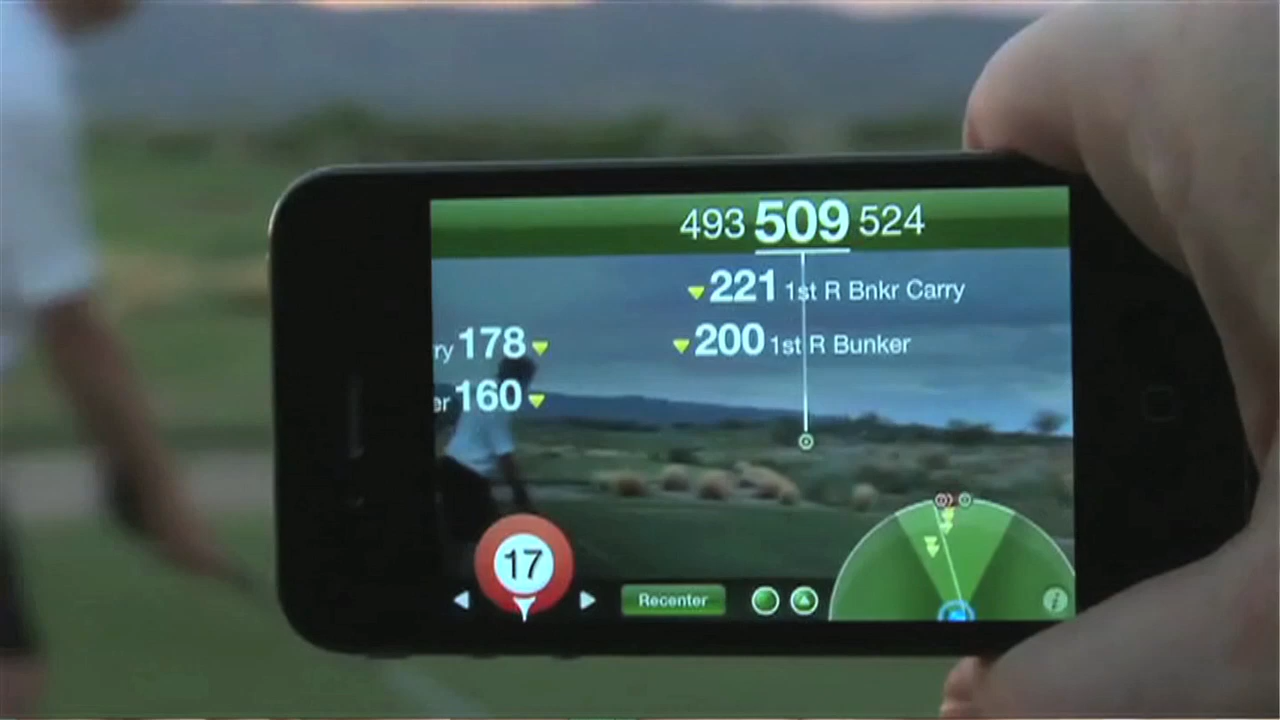 493 509 524
221 1st R Bnkr Carry
ry 178
200 1st R Bunker
er 160
17
Recenter
i